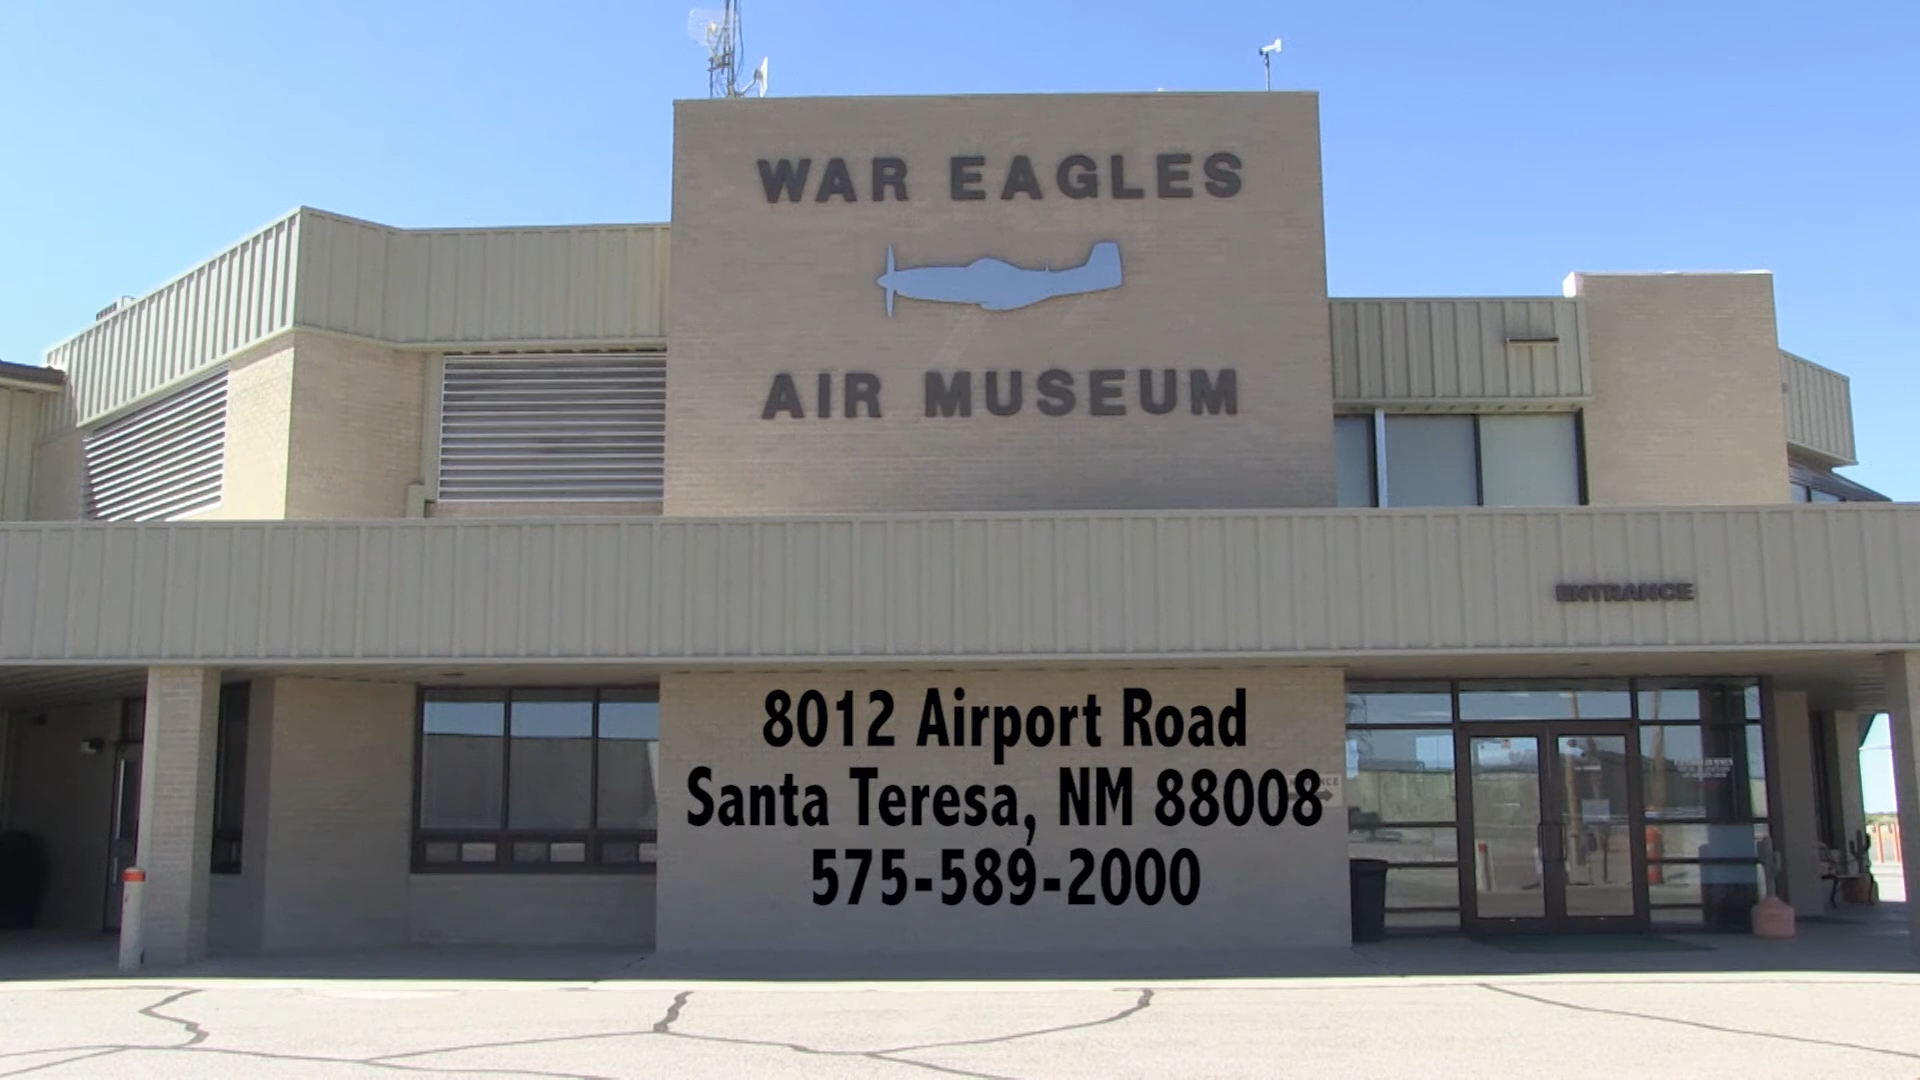 WAR EAGLES
AIR MUSEUM
ENTRANCE
8012 Airport Road
Santa Teresa, NM 88008
575-589-2000